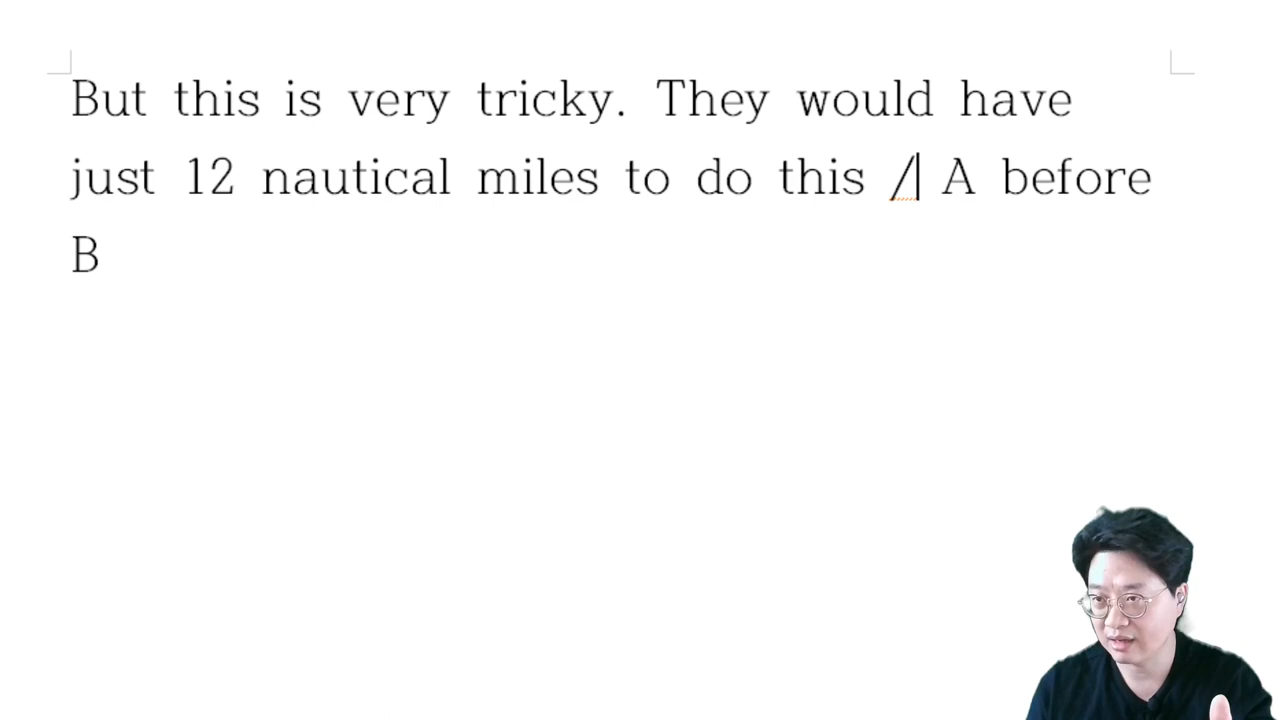 But this is very tricky. They would have
just 12 nautical miles to do this / A before
B